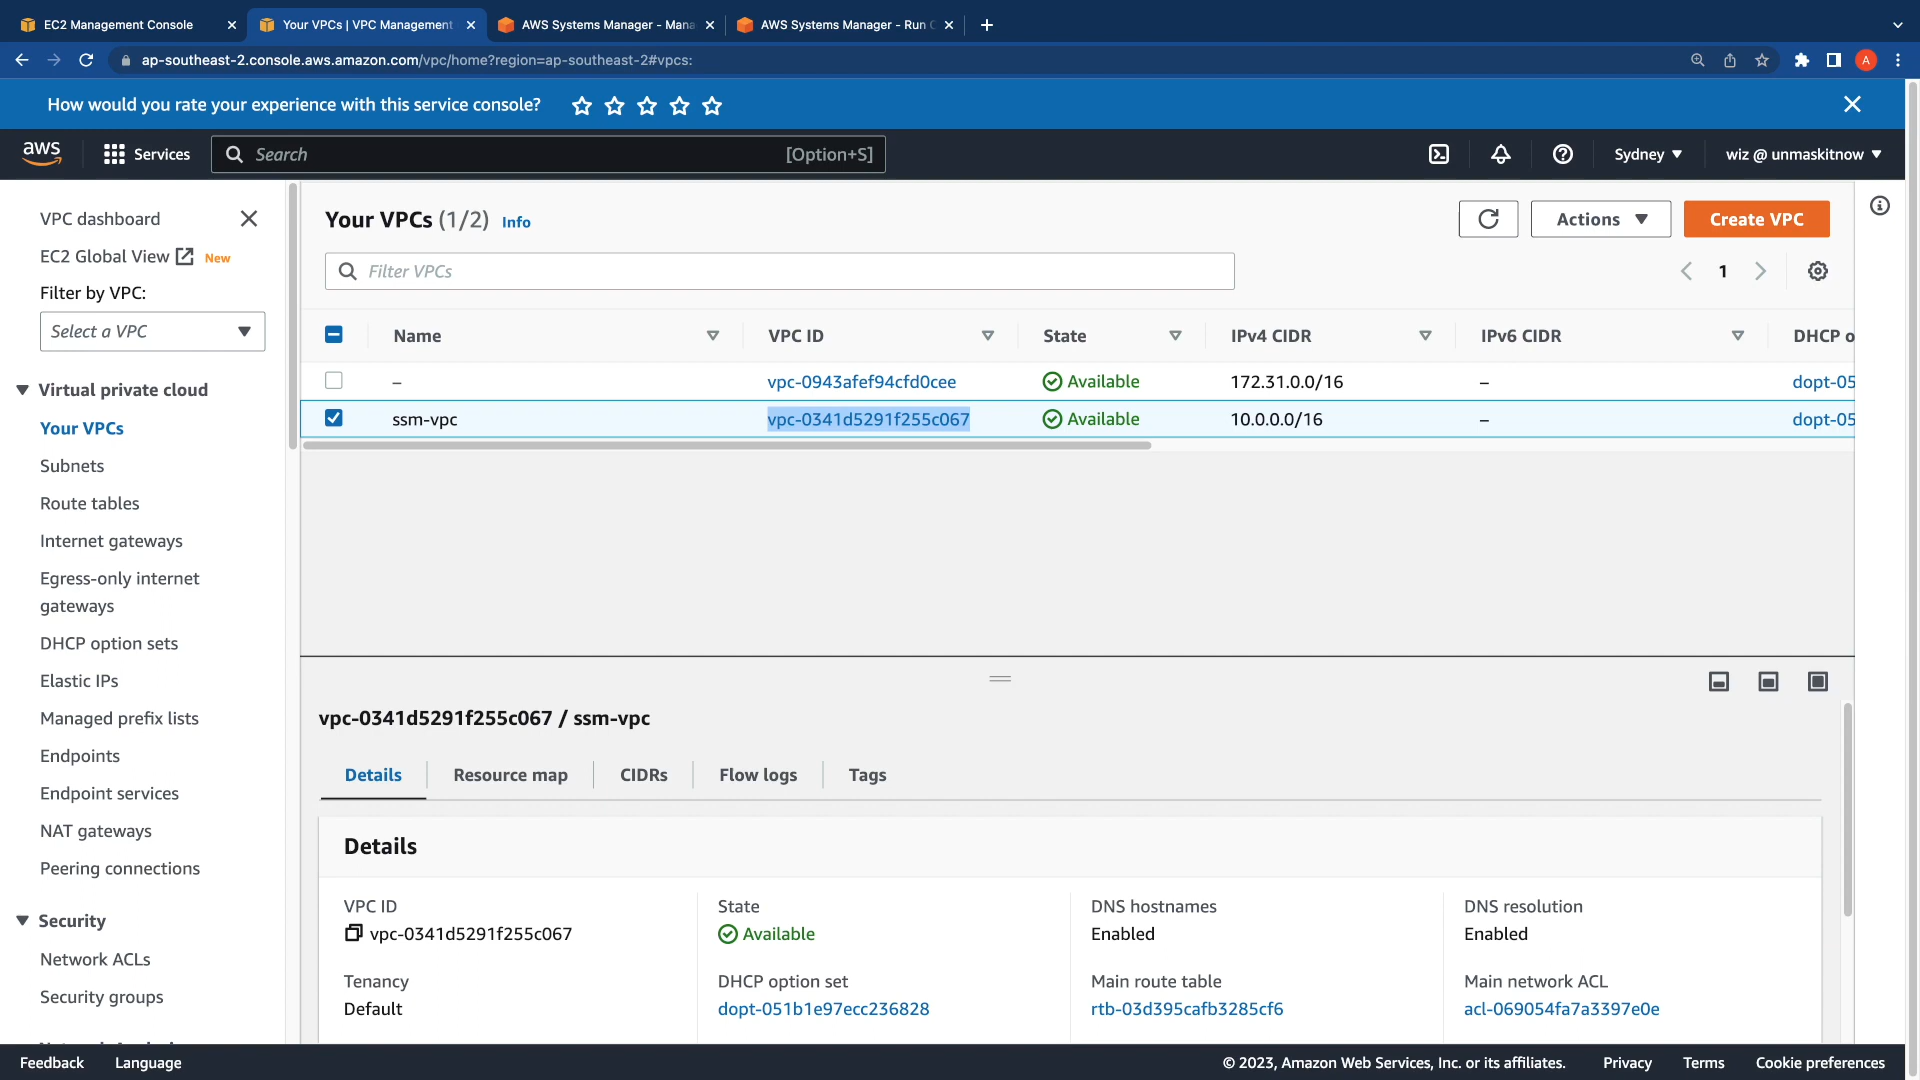 EC2 Management Console
Your VPCs | VPC Management
AWS Systems Manager - Mana
AWS Systems Manager - Run C
ap-southeast-2.console.aws.amazon.com/vpc/home?region=ap-southeast-2#vpcs:
A
How would you rate your experience with this service console?
aws
Services
Search
[Option+S]
Sydney
wiz @ unmaskitnow
VPC dashboard
EC2 Global View
New
Filter by VPC:
Select a VPC
Virtual private cloud
Your VPCs
Subnets
Route tables
Internet gateways
Egress-only internet
gateways
DHCP option sets
Elastic IPs
Managed prefix lists
Endpoints
Endpoint services
NAT gateways
Peering connections
Security
Network ACLs
Security groups
Your VPCs (1/2) Info
Actions
Create VPC
Filter VPCs
1
Name VPC ID State IPv4 CIDR IPv6 CIDR DHCP o
– vpc-0943afef94cfd0cee Available 172.31.0.0/16 – dopt-05
ssm-vpc vpc-0341d5291f255c067 Available 10.0.0.0/16 – dopt-05
vpc-0341d5291f255c067 / ssm-vpc
Details Resource map CIDRs Flow logs Tags
Details
VPC ID
vpc-0341d5291f255c067
State
Available
DNS hostnames
Enabled
DNS resolution
Enabled
Tenancy
Default
DHCP option set
dopt-051b1e97ecc236828
Main route table
rtb-03d395cafb3285cf6
Main network ACL
acl-069054fa7a3397e0e
Feedback Language
© 2023, Amazon Web Services, Inc. or its affiliates. Privacy Terms Cookie preferences